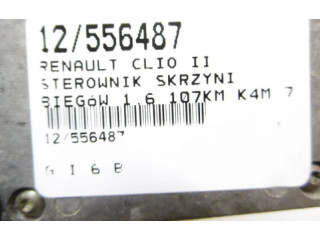 12/556487
RENAULT CLIO II
STEROWNIK SKRZYNI
BIEGÓW 1.6 107KM K4M 7
12/556487
G I 6 B